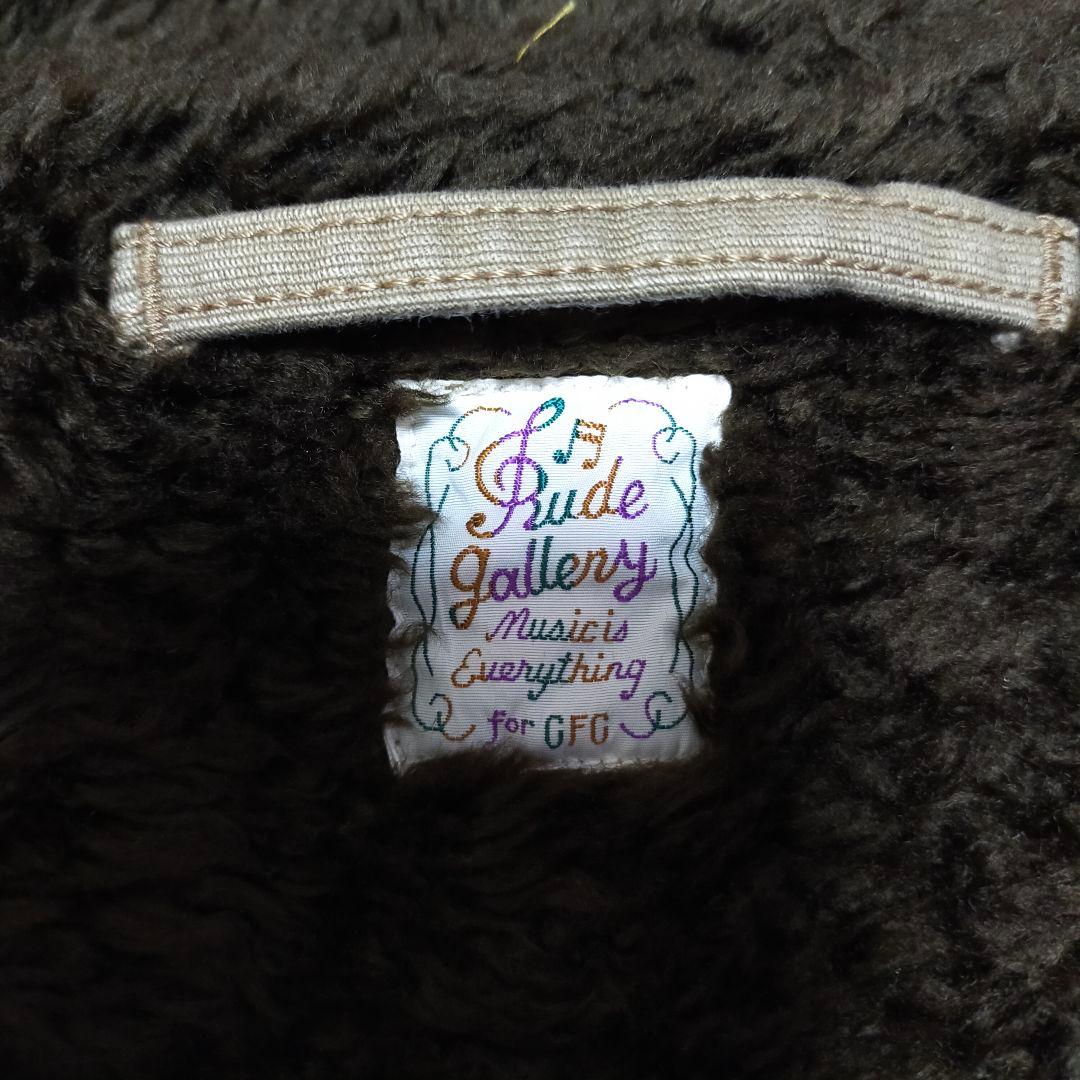 Rude
gallery
Music is
Everything
for CFC